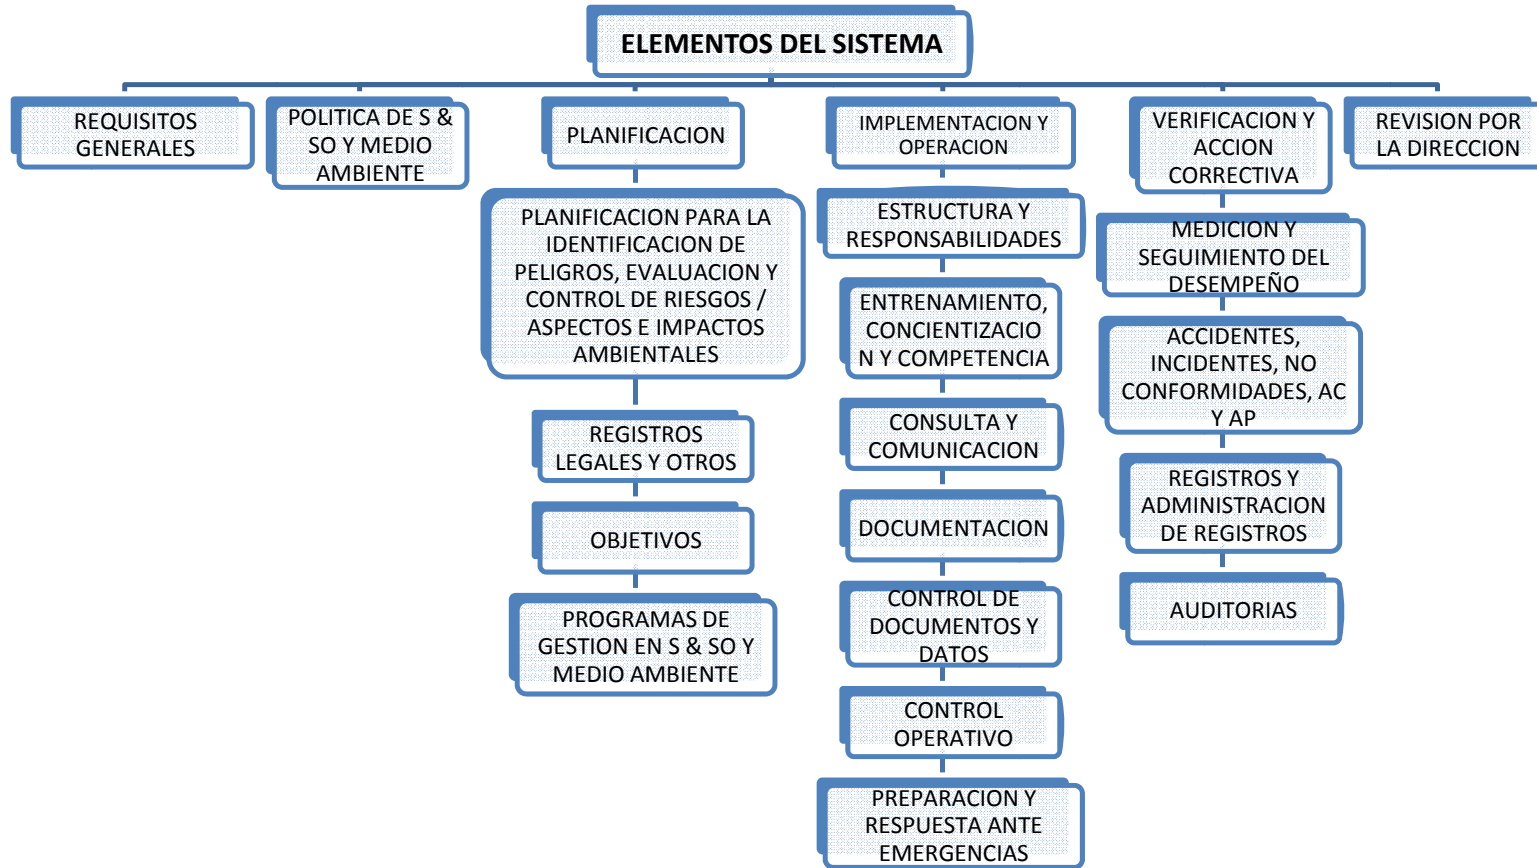 ELEMENTOS DEL SISTEMA
REQUISITOS
GENERALES
POLITICA DE S &
SO Y MEDIO
AMBIENTE
PLANIFICACION
IMPLEMENTACION Y
OPERACION
VERIFICACION Y
ACCION
CORRECTIVA
REVISION POR
LA DIRECCION
PLANIFICACION PARA LA
IDENTIFICACION DE
PELIGROS, EVALUACION Y
CONTROL DE RIESGOS /
ASPECTOS E IMPACTOS
AMBIENTALES
REGISTROS
LEGALES Y OTROS
OBJETIVOS
PROGRAMAS DE
GESTION EN S & SO Y
MEDIO AMBIENTE
ESTRUCTURA Y
RESPONSABILIDADES
ENTRENAMIENTO,
CONCIENTIZACIO
N Y COMPETENCIA
CONSULTA Y
COMUNICACION
DOCUMENTACION
CONTROL DE
DOCUMENTOS Y
DATOS
CONTROL
OPERATIVO
PREPARACION Y
RESPUESTA ANTE
EMERGENCIAS
MEDICION Y
SEGUIMIENTO DEL
DESEMPEÑO
ACCIDENTES,
INCIDENTES, NO
CONFORMIDADES, AC
Y AP
REGISTROS Y
ADMINISTRACION
DE REGISTROS
AUDITORIAS